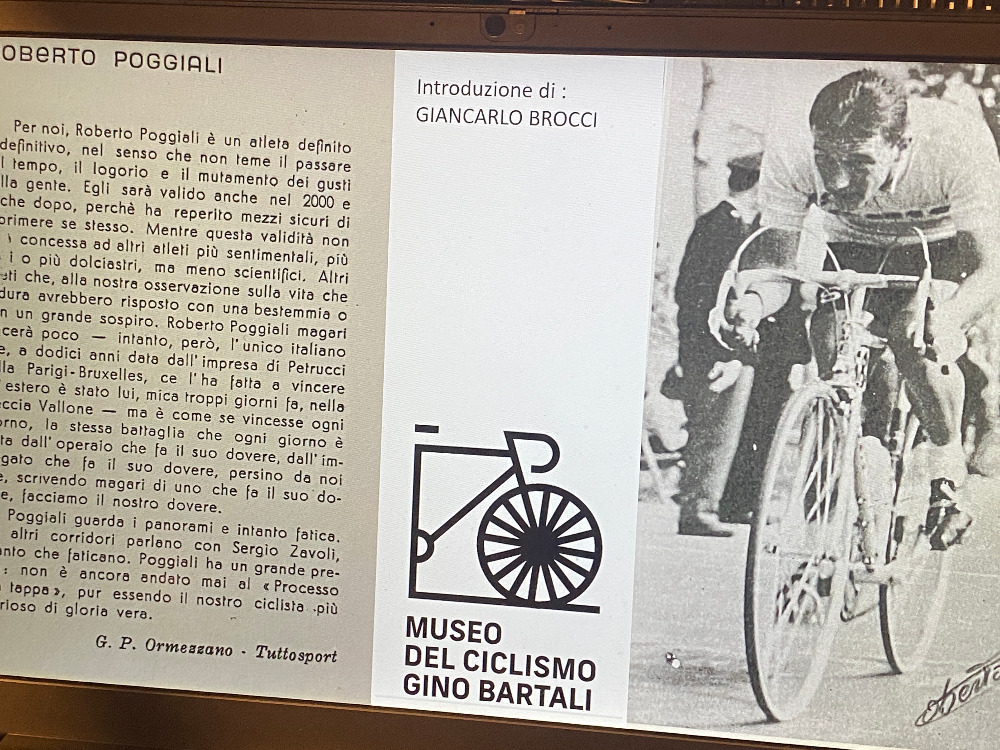 OBERTO POGGIALI
Per noi, Roberto Poggiali è un atleta definito
definitivo, nel senso che non teme il passare
l tempo, il logorio e il mutamento dei gusti
lla gente. Egli sarà valido anche nel 2000 e
che dopo, perchè ha reperito mezzi sicuri di
primere se stesso. Mentre questa validità non
concessa ad altri atleti più sentimentali, più
i o più dolciastri, ma meno scientifici. Altri
eti che, alla nostra osservazione sulla vita che
dura avrebbero risposto con una bestemmia o
n un grande sospiro. Roberto Poggiali magari
cerà poco — intanto, però, l'unico italiano
e, a dodici anni data dall'impresa di Petrucci
lla Parigi-Bruxelles, ce l'ha fatta a vincere
'estero è stato lui, mica troppi giorni fa, nella
eccia Vallone — ma è come se vincesse ogni
orno, la stessa battaglia che ogni giorno è
ta dall'operaio che fa il suo dovere, dall'im-
gato che fa il suo dovere, persino da noi
e, scrivendo magari di uno che fa il suo do-
e, facciamo il nostro dovere.
Poggiali guarda i panorami e intanto fatica.
altri corridori parlano con Sergio Zavoli,
anto che faticano. Poggiali ha un grande pre-
: non è ancora andato mai al «Processo
tappa», pur essendo il nostro ciclista più
rioso di gloria vera.
G. P. Ormezzano - Tuttosport
Introduzione di :
GIANCARLO BROCCI
MUSEO
DEL CICLISMO
GINO BARTALI